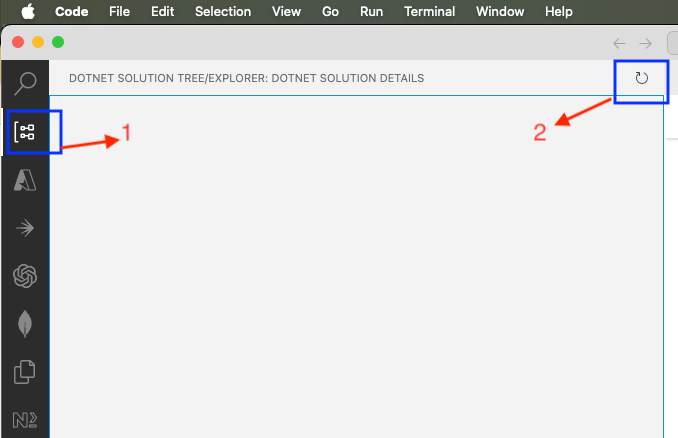 Code File Edit Selection View Go Run Terminal Window Help
DOTNET SOLUTION TREE/EXPLORER: DOTNET SOLUTION DETAILS
1
2
N